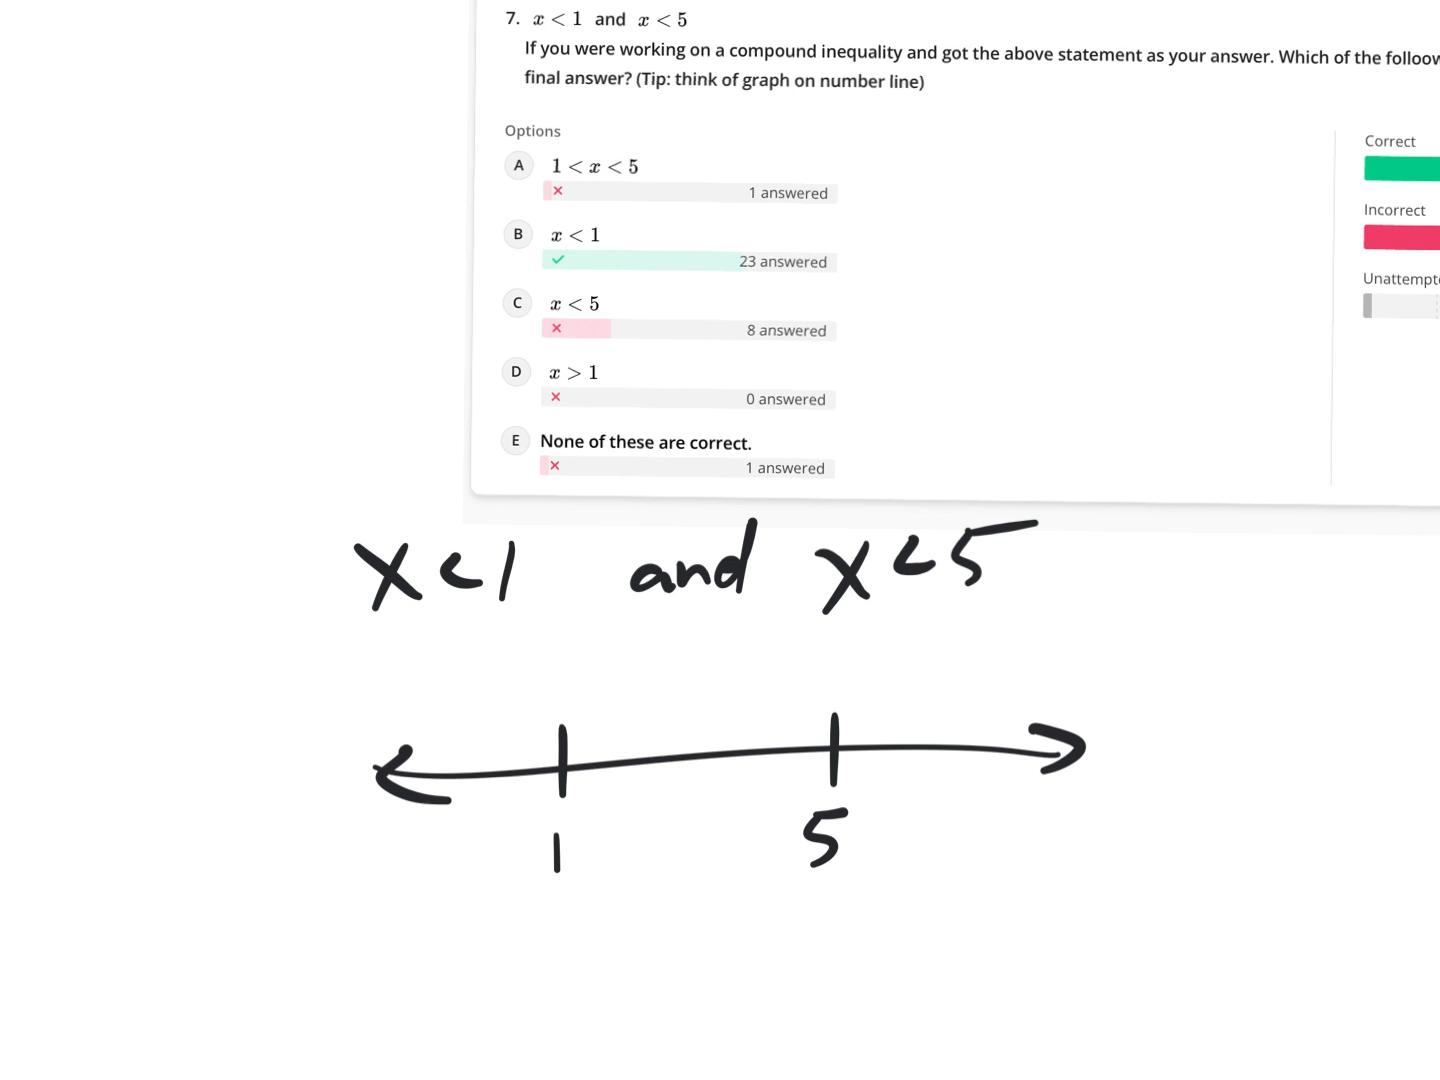 7. x < 1 and x < 5
If you were working on a compound inequality and got the above statement as your answer. Which of the folloow
final answer? (Tip: think of graph on number line)
Options
A 1 < x < 5
1 answered
B x < 1
23 answered
C x < 5
8 answered
D x > 1
0 answered
E None of these are correct.
1 answered
Correct
Incorrect
Unattempt
x<1 and x<5
1 5